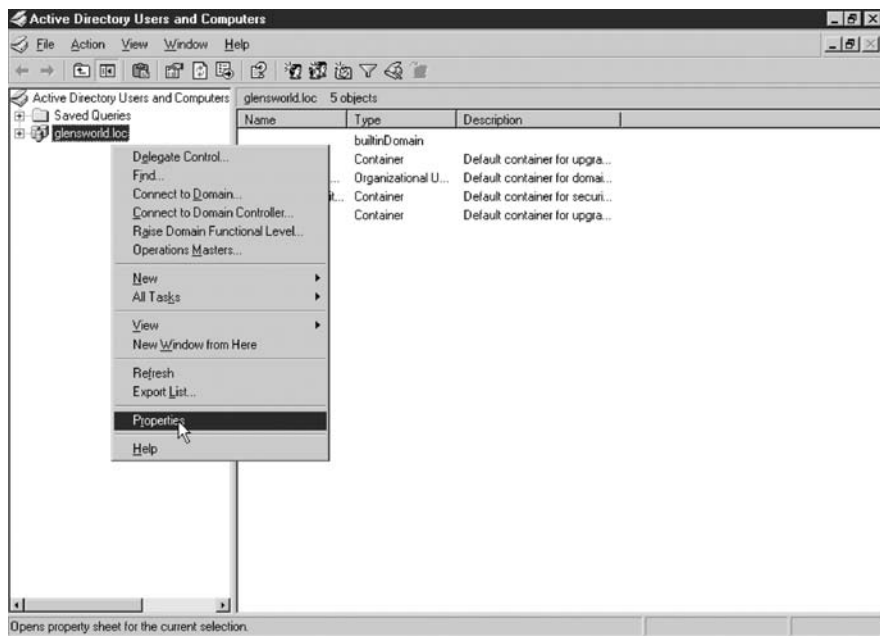 Active Directory Users and Computers
File Action View Window Help
Active Directory Users and Computers
Saved Queries
glensworld.loc
glensworld.loc 5 objects
Name Type Description
builtinDomain
Container Default container for upgra...
... Organizational U... Default container for domai...
it... Container Default container for securi...
Container Default container for upgra...
Delegate Control...
Find...
Connect to Domain...
Connect to Domain Controller...
Raise Domain Functional Level...
Operations Masters...
New
All Tasks
View
New Window from Here
Refresh
Export List...
Properties
Help
Opens property sheet for the current selection.